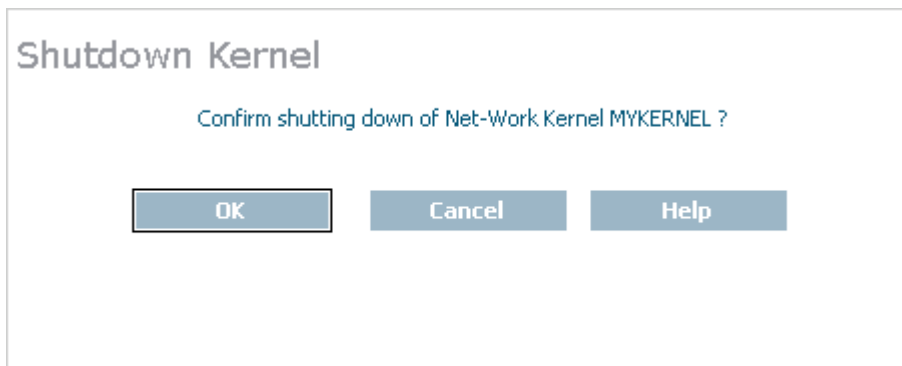 Shutdown Kernel
Confirm shutting down of Net-Work Kernel MYKERNEL ?
OK Cancel Help